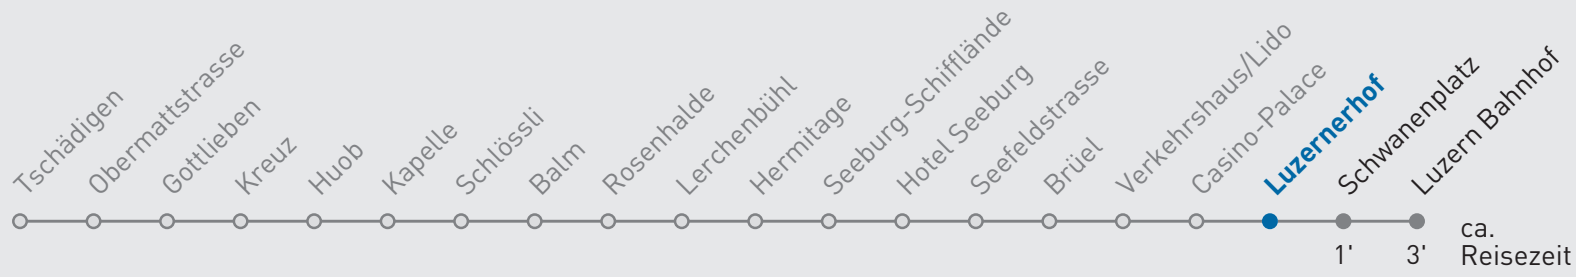 Tschädigen
Obermattstrasse
Gottlieben
Kreuz
Huob
Kapelle
Schlössli
Balm
Rosenhalde
Lerchenbühl
Hermitage
Seeburg-Schifflände
Hotel Seeburg
Seefeldstrasse
Brüel
Verkehrshaus/Lido
Casino-Palace
Luzernerhof
Schwanenplatz
Luzern Bahnhof
1' 3' ca.
Reisezeit